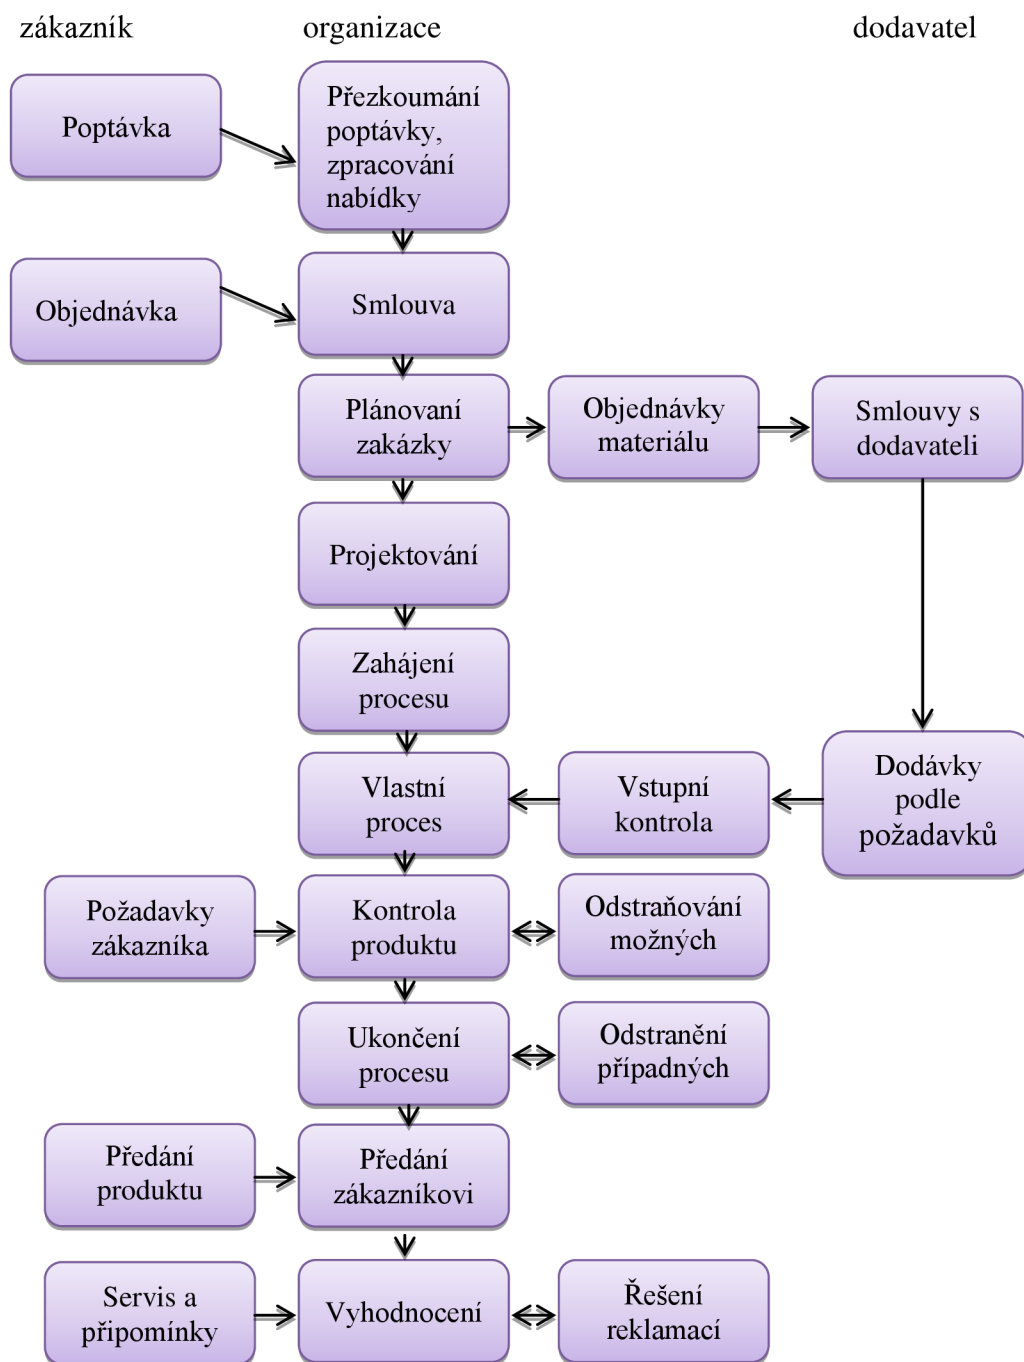 zákazník
organizace
dodavatel
Poptávka
Přezkoumání
poptávky,
zpracování
nabídky
Objednávka
Smlouva
Plánovaní
zakázky
Objednávky
materiálu
Smlouvy s
dodavateli
Projektování
Zahájení
procesu
Vlastní
proces
Vstupní
kontrola
Dodávky
podle
požadavků
Požadavky
zákazníka
Kontrola
produktu
Odstraňování
možných
Ukončení
procesu
Odstranění
případných
Předání
produktu
Předání
zákazníkovi
Servis a
připomínky
Vyhodnocení
Řešení
reklamací